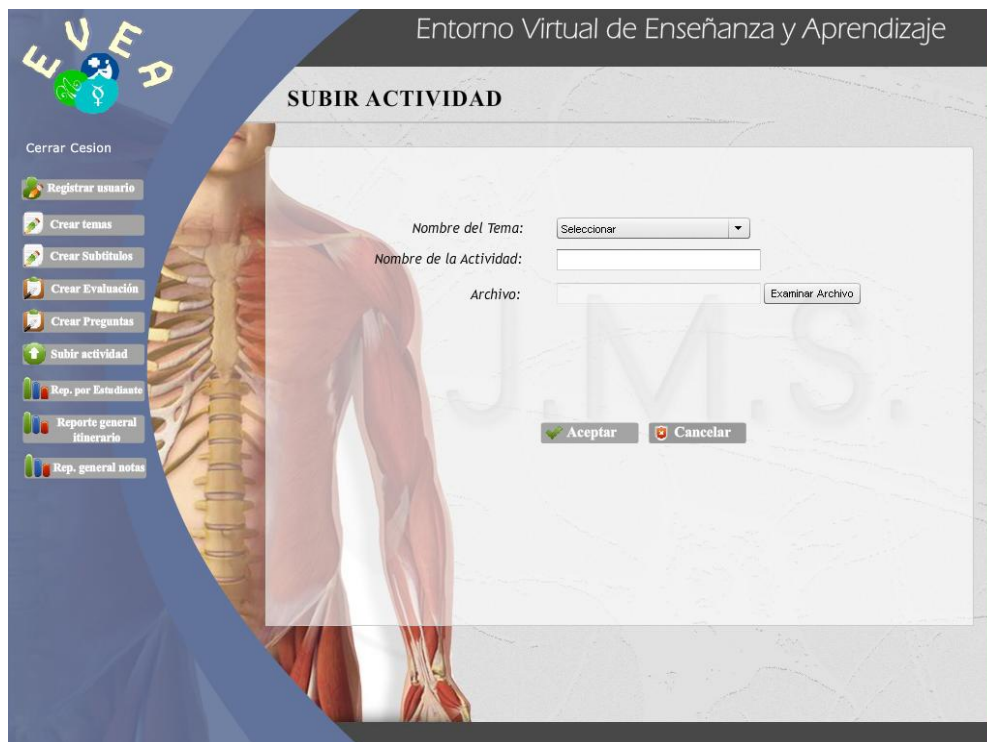 EVEA
Entorno Virtual de Enseñanza y Aprendizaje
SUBIR ACTIVIDAD
Cerrar Cesion
Registrar usuario
Crear temas
Crear Subtitulos
Crear Evaluación
Crear Preguntas
Subir actividad
Rep. por Estudiante
Reporte general
itinerario
Rep. general notas
Nombre del Tema: Seleccionar
Nombre de la Actividad:
Archivo: Examinar Archivo
J.M.S.
Aceptar Cancelar